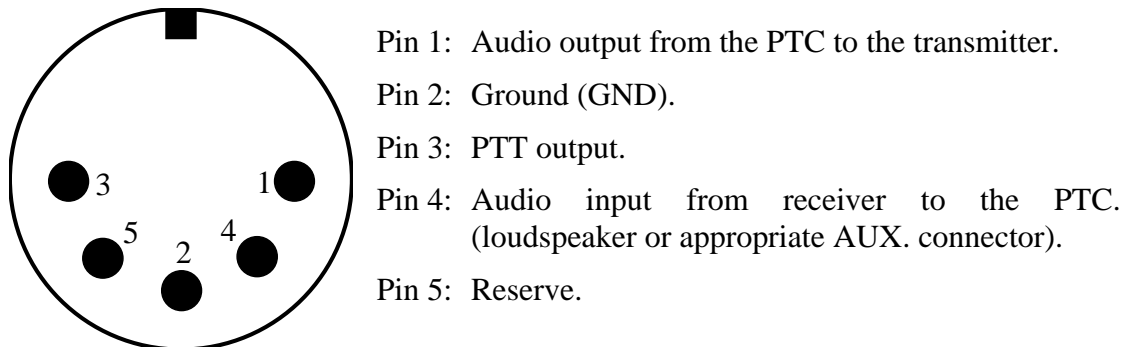 Pin 1: Audio output from the PTC to the transmitter.
Pin 2: Ground (GND).
Pin 3: PTT output.
Pin 4: Audio input from receiver to the PTC.
(loudspeaker or appropriate AUX. connector).
Pin 5: Reserve.
3
1
5
4
2